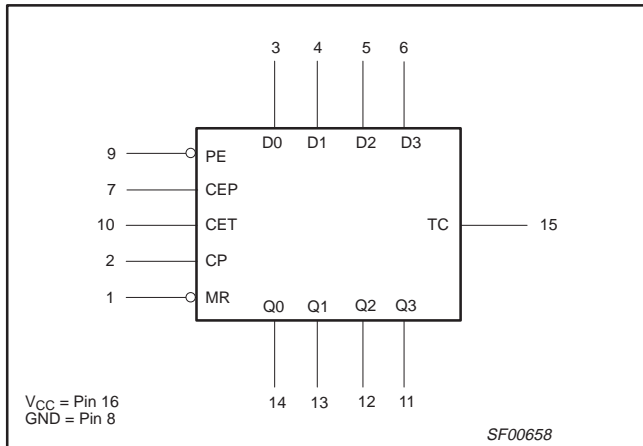 3 4 5 6
D0 D1 D2 D3
9 PE
7 CEP
10 CET TC 15
2 CP
1 MR
Q0 Q1 Q2 Q3
14 13 12 11
VCC = Pin 16
GND = Pin 8
SF00658